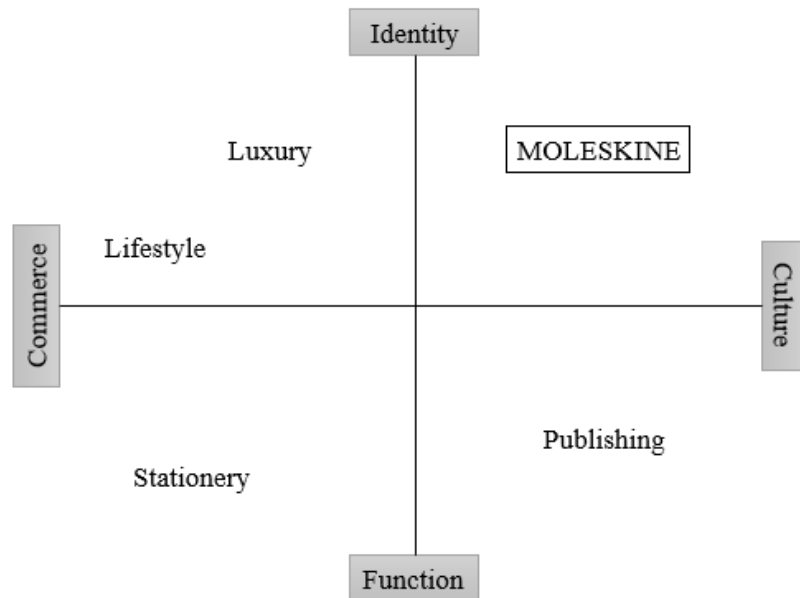 Identity
Luxury
MOLESKINE
Lifestyle
Commerce
Culture
Publishing
Stationery
Function